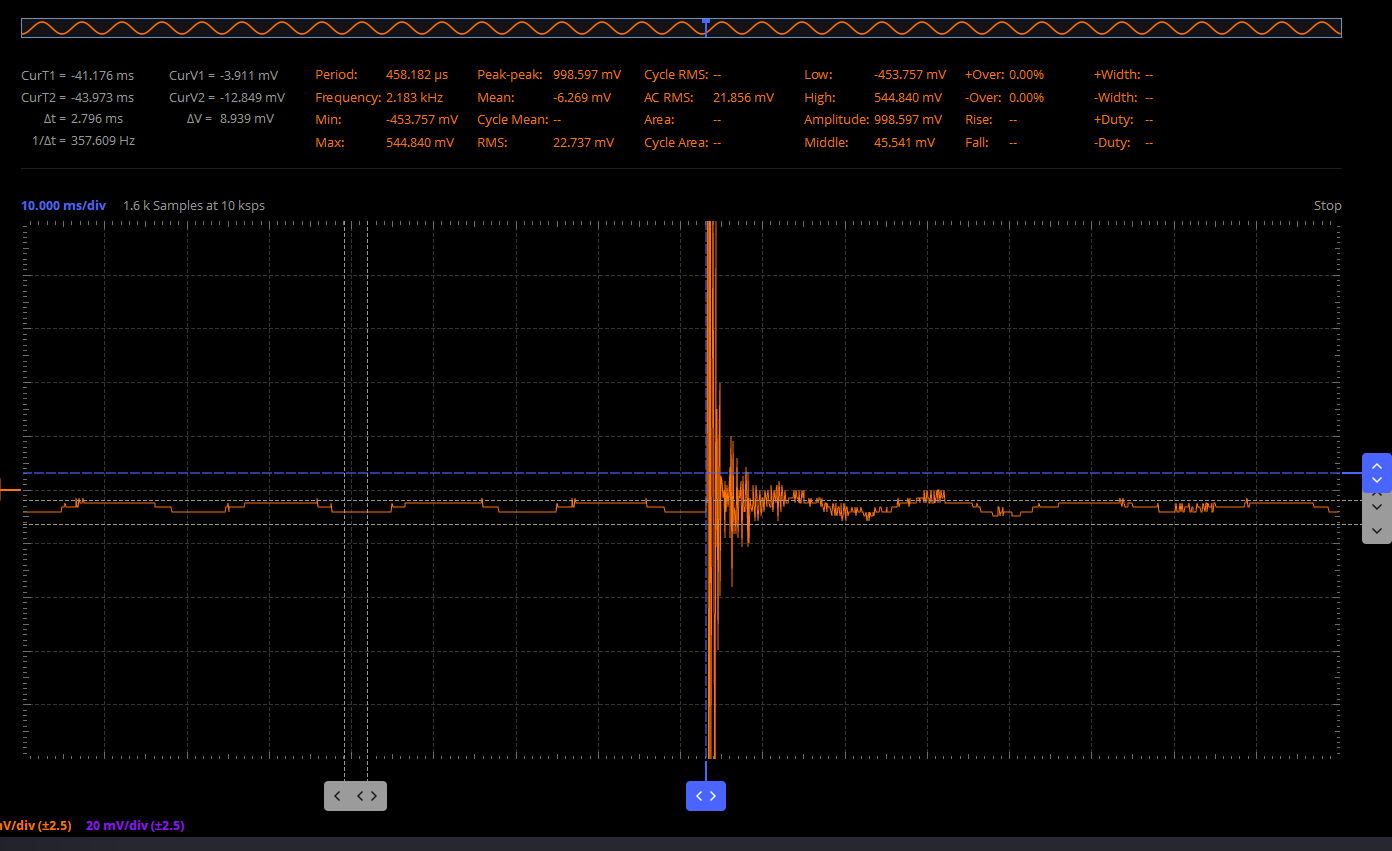 CurT1 = -41.176 ms CurV1 = -3.911 mV Period: 458.182 µs Peak-peak: 998.597 mV Cycle RMS: -- Low: -453.757 mV +Over: 0.00% +Width: --
CurT2 = -43.973 ms CurV2 = -12.849 mV Frequency: 2.183 kHz Mean: -6.269 mV AC RMS: 21.856 mV High: 544.840 mV -Over: 0.00% -Width: --
Δt = 2.796 ms ΔV = 8.939 mV Min: -453.757 mV Cycle Mean: -- Area: -- Amplitude: 998.597 mV Rise: -- +Duty: --
1/Δt = 357.609 Hz Max: 544.840 mV RMS: 22.737 mV Cycle Area: -- Middle: 45.541 mV Fall: -- -Duty: --
10.000 ms/div 1.6 k Samples at 10 ksps Stop
V/div (±2.5) 20 mV/div (±2.5)